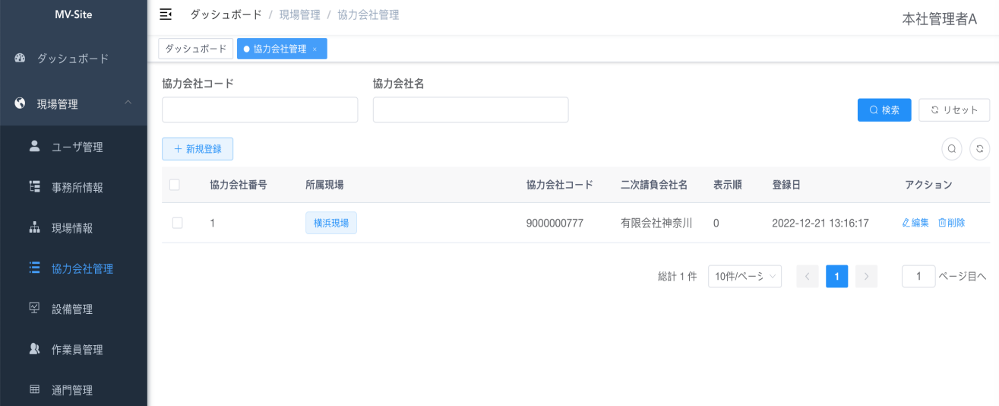 MV-Site
ダッシュボード
現場管理
ユーザ管理
事務所情報
現場情報
協力会社管理
設備管理
作業員管理
通門管理
ダッシュボード / 現場管理 / 協力会社管理
本社管理者A
ダッシュボード
協力会社管理 ×
協力会社コード 協力会社名
検索 リセット
+ 新規登録
協力会社番号 所属現場 協力会社コード 二次請負会社名 表示順 登録日 アクション
1 横浜現場 9000000777 有限会社神奈川 0 2022-12-21 13:16:17 編集 削除
総計 1 件 10件/ページ < 1 > 1 ページ目へ